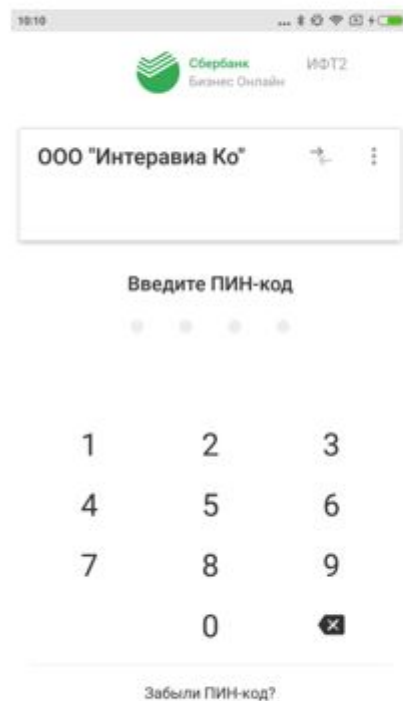 10:10
Сбербанк
Бизнес Онлайн
ИФТ2
ООО "Интеравиа Ко"
Введите ПИН-код
1 2 3
4 5 6
7 8 9
0
Забыли ПИН-код?